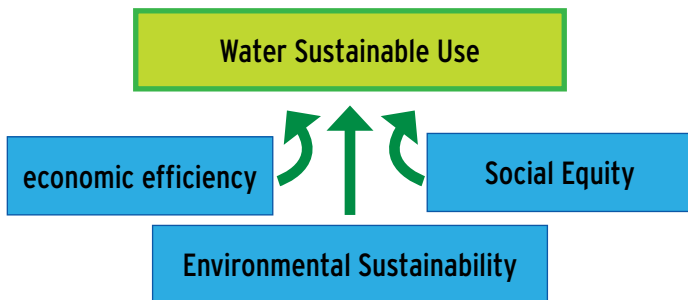 Water Sustainable Use
economic efficiency
Social Equity
Environmental Sustainability